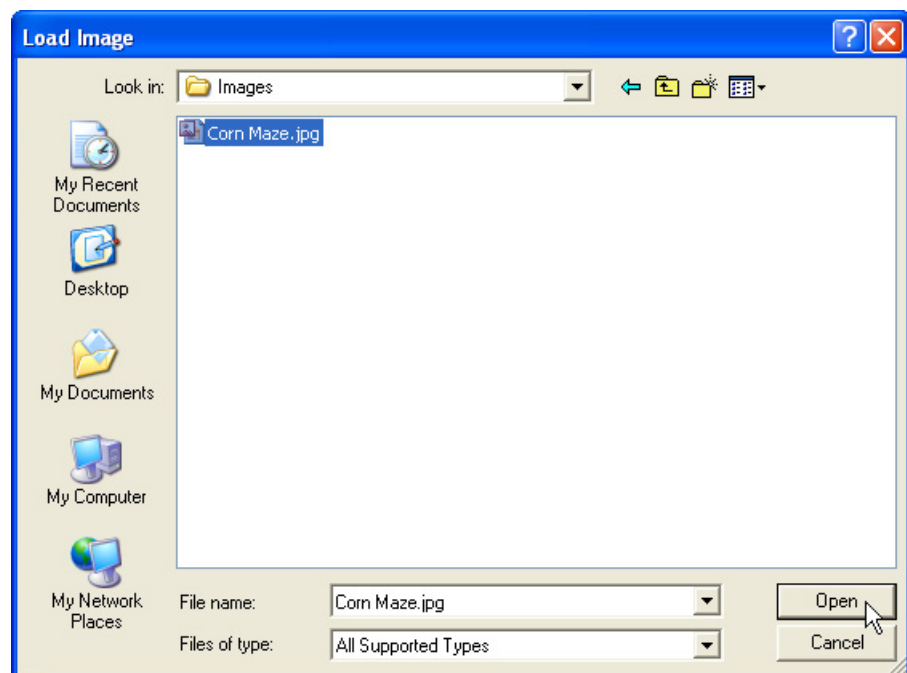 Load Image
Look in:
Images
Corn Maze.jpg
My Recent
Documents
Desktop
My Documents
My Computer
My Network
Places
File name:
Corn Maze.jpg
Open
Files of type:
All Supported Types
Cancel